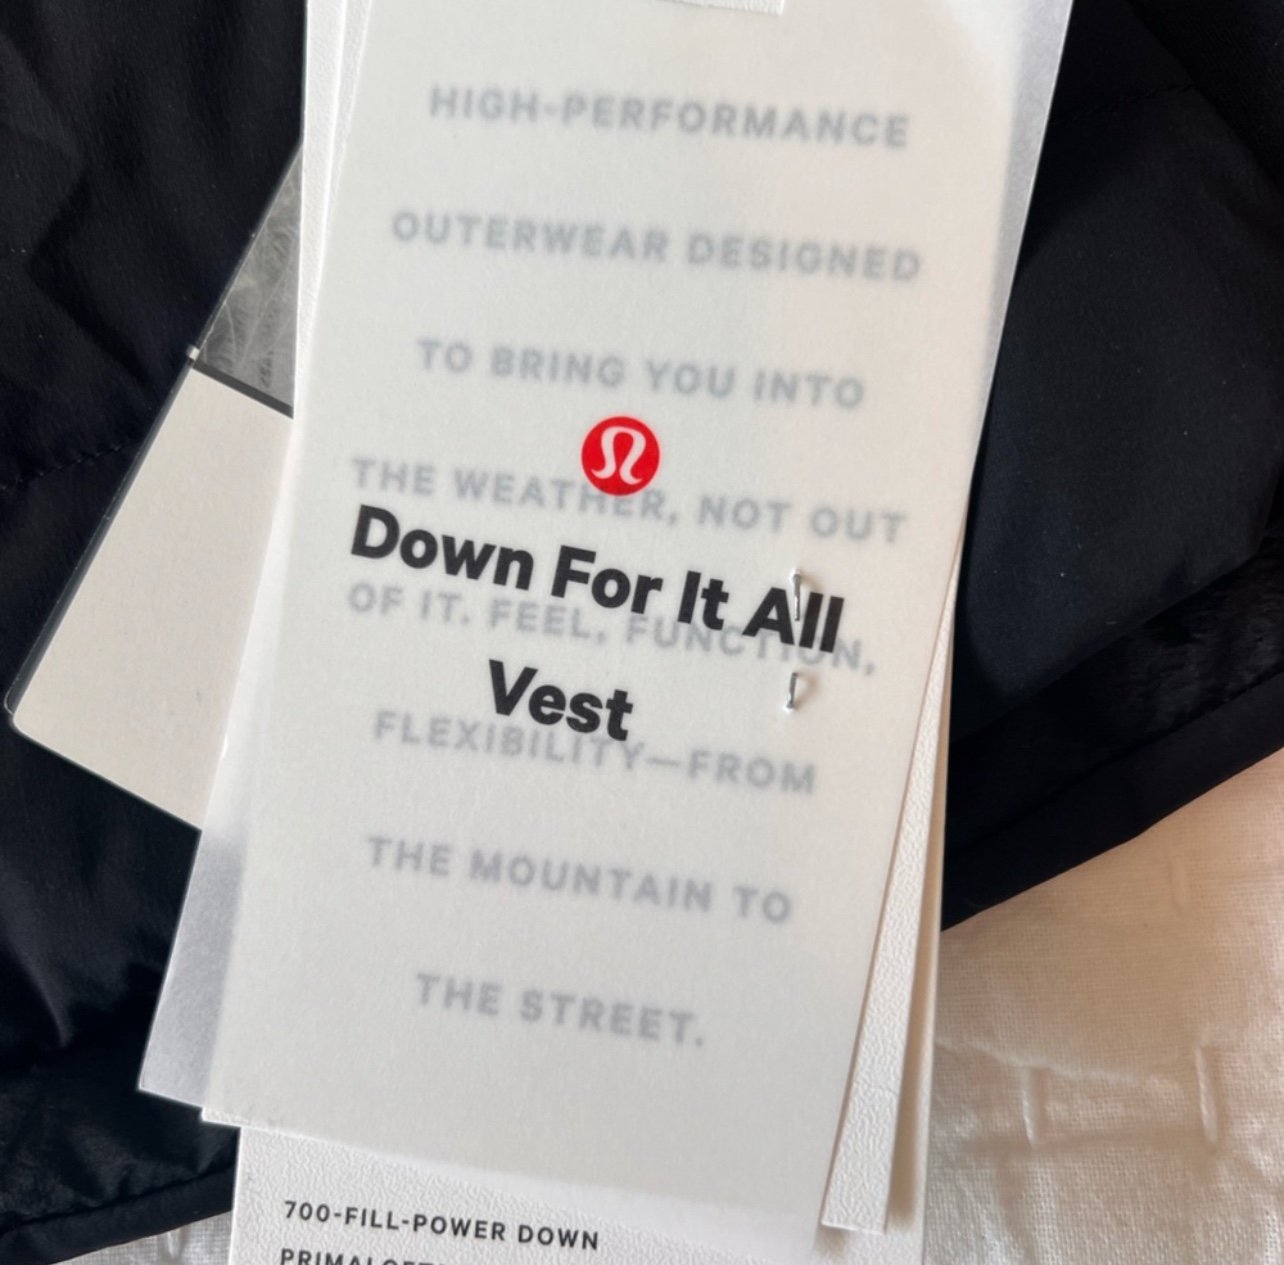 HIGH-PERFORMANCE
OUTERWEAR DESIGNED
TO BRING YOU INTO
THE WEATHER, NOT OUT
Down For It All
OF IT. FEEL, FUNCTION,
Vest
FLEXIBILITY—FROM
THE MOUNTAIN TO
THE STREET.
700-FILL-POWER DOWN